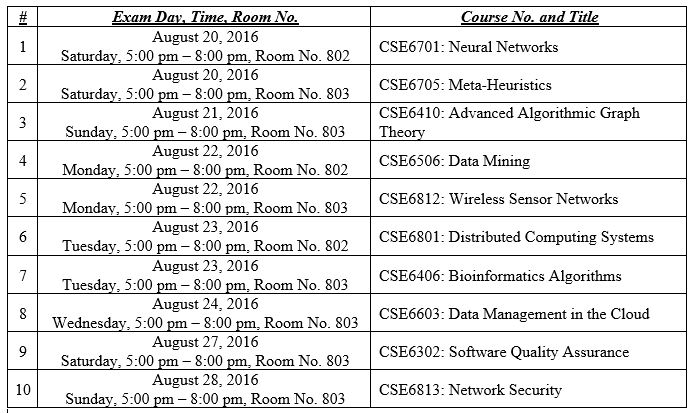 # Exam Day, Time, Room No. Course No. and Title
1 August 20, 2016
Saturday, 5:00 pm – 8:00 pm, Room No. 802 CSE6701: Neural Networks
2 August 20, 2016
Saturday, 5:00 pm – 8:00 pm, Room No. 803 CSE6705: Meta-Heuristics
3 August 21, 2016
Sunday, 5:00 pm – 8:00 pm, Room No. 803 CSE6410: Advanced Algorithmic Graph
Theory
4 August 22, 2016
Monday, 5:00 pm – 8:00 pm, Room No. 802 CSE6506: Data Mining
5 August 22, 2016
Monday, 5:00 pm – 8:00 pm, Room No. 803 CSE6812: Wireless Sensor Networks
6 August 23, 2016
Tuesday, 5:00 pm – 8:00 pm, Room No. 802 CSE6801: Distributed Computing Systems
7 August 23, 2016
Tuesday, 5:00 pm – 8:00 pm, Room No. 803 CSE6406: Bioinformatics Algorithms
8 August 24, 2016
Wednesday, 5:00 pm – 8:00 pm, Room No. 803 CSE6603: Data Management in the Cloud
9 August 27, 2016
Saturday, 5:00 pm – 8:00 pm, Room No. 803 CSE6302: Software Quality Assurance
10 August 28, 2016
Sunday, 5:00 pm – 8:00 pm, Room No. 803 CSE6813: Network Security